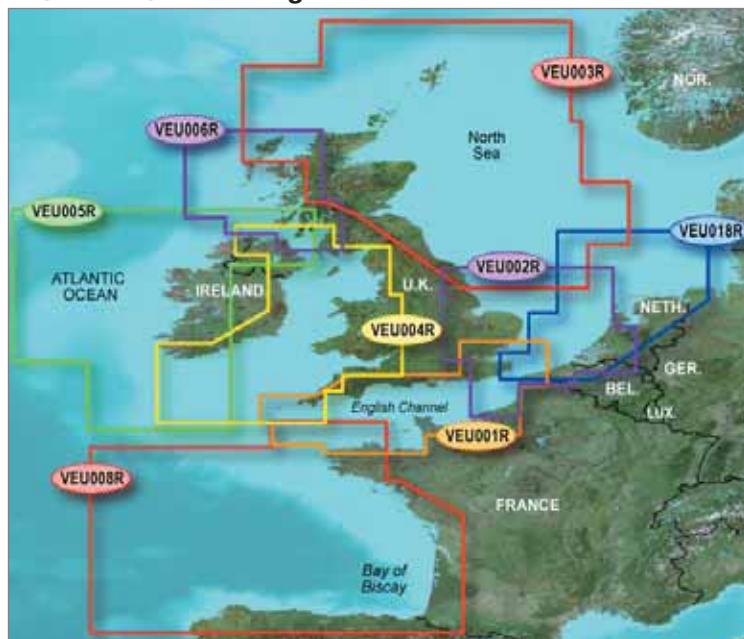 VEU003R
NOR.
VEU006R
North
Sea
VEU005R
VEU018R
VEU002R
ATLANTIC
OCEAN
IRELAND
U.K.
NETH.
VEU004R
GER.
BEL.
LUX.
English Channel
VEU001R
VEU008R
FRANCE
Bay of
Biscay